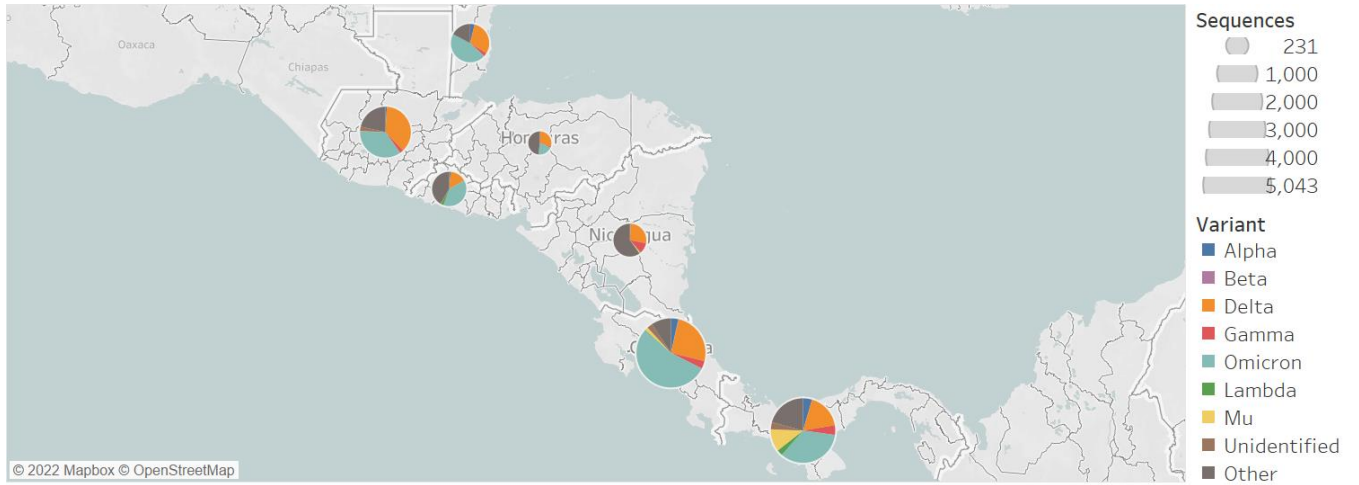 Oaxaca
Chiapas
Honduras
Nicaragua
© 2022 Mapbox © OpenStreetMap
Sequences
231
1,000
2,000
3,000
4,000
5,043
Variant
Alpha
Beta
Delta
Gamma
Omicron
Lambda
Mu
Unidentified
Other